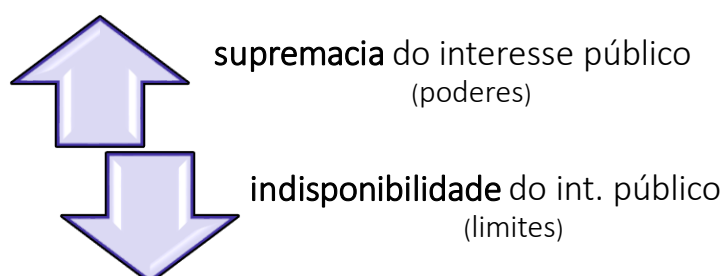 supremacia do interesse público
(poderes)
indisponibilidade do int. público
(limites)